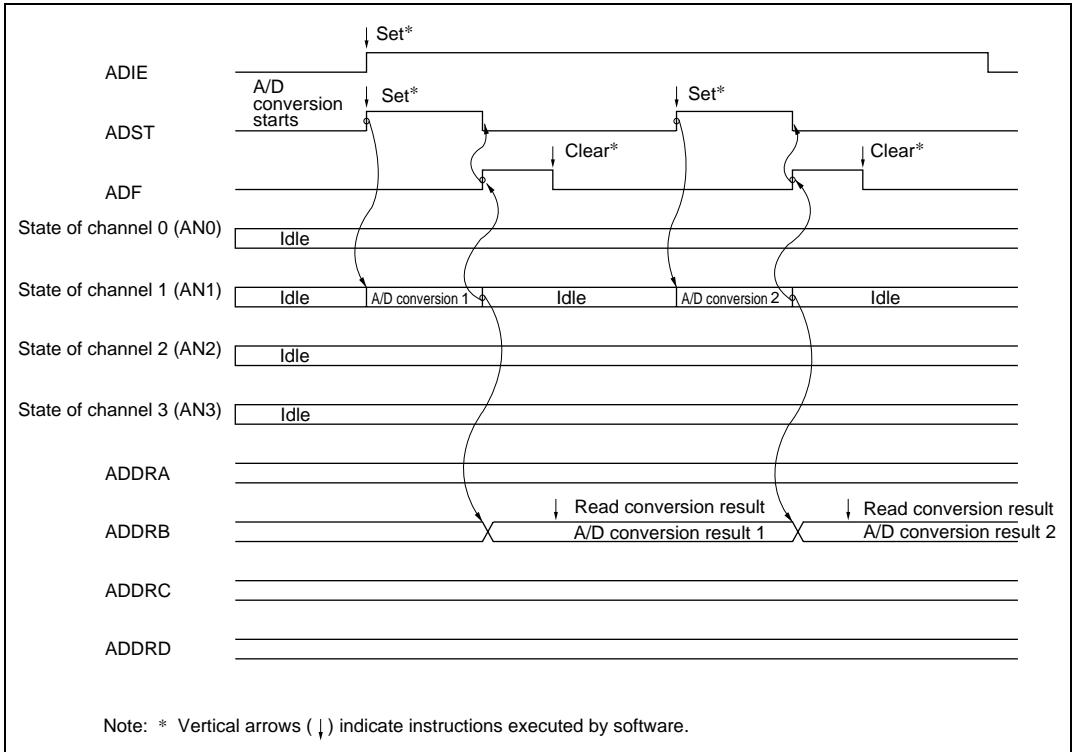 Set*
ADIE
A/D
conversion
starts
Set*
Set*
ADST
Clear*
Clear*
ADF
State of channel 0 (AN0)
Idle
State of channel 1 (AN1)
Idle
A/D conversion 1
Idle
A/D conversion 2
Idle
State of channel 2 (AN2)
Idle
State of channel 3 (AN3)
Idle
ADDRA
Read conversion result
Read conversion result
ADDRB
A/D conversion result 1
A/D conversion result 2
ADDRC
ADDRD
Note: * Vertical arrows (↓) indicate instructions executed by software.